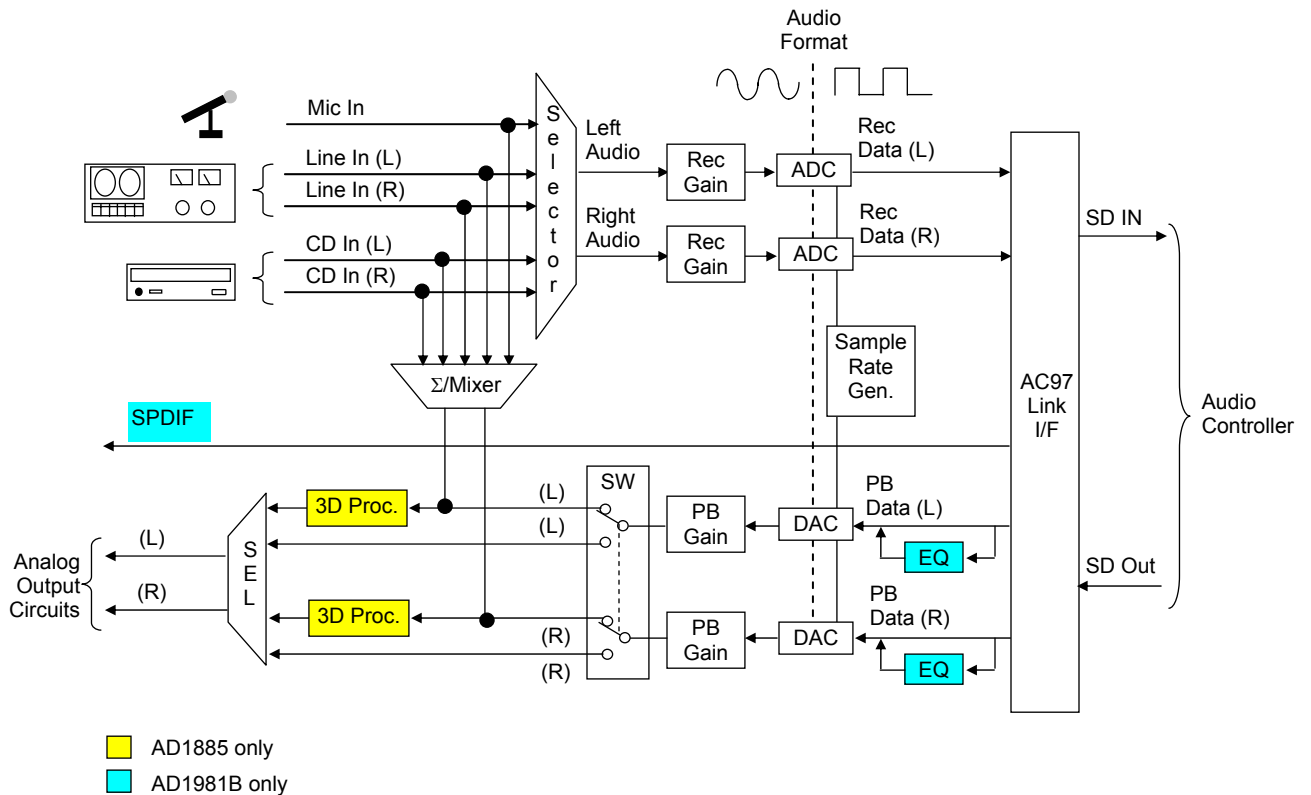 Audio
Format
Mic In
Line In (L)
Line In (R)
CD In (L)
CD In (R)
S
e
l
e
c
t
o
r
Left
Audio
Right
Audio
Rec
Gain
Rec
Gain
ADC
ADC
Rec
Data (L)
Rec
Data (R)
SD IN
Sample
Rate
Gen.
AC97
Link
I/F
Audio
Controller
Σ/Mixer
SPDIF
SW
3D Proc.
(L)
(L)
PB
Gain
DAC
PB
Data (L)
EQ
SD Out
Analog
Output
Circuits
(L)
(R)
S
E
L
3D Proc.
(R)
(R)
PB
Gain
DAC
PB
Data (R)
EQ
AD1885 only
AD1981B only